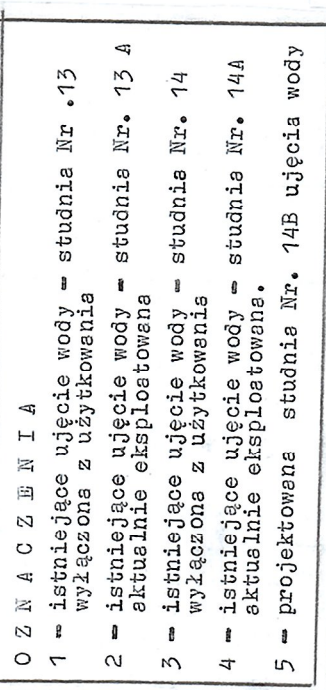 O Z N A C Z E N I A
1 - istniejące ujęcie wody - studnia Nr .13
wyłączona z użytkowania
2 - istniejące ujęcie wody - studnia Nr. 13 A
aktualnie eksploatowana
3 - istniejące ujęcie wody - studnia Nr. 14
wyłączona z użytkowania
4 - istniejące ujęcie wody - studnia Nr. 14A
aktualnie eksploatowana.
5 - projektowana studnia Nr. 14B ujęcia wody